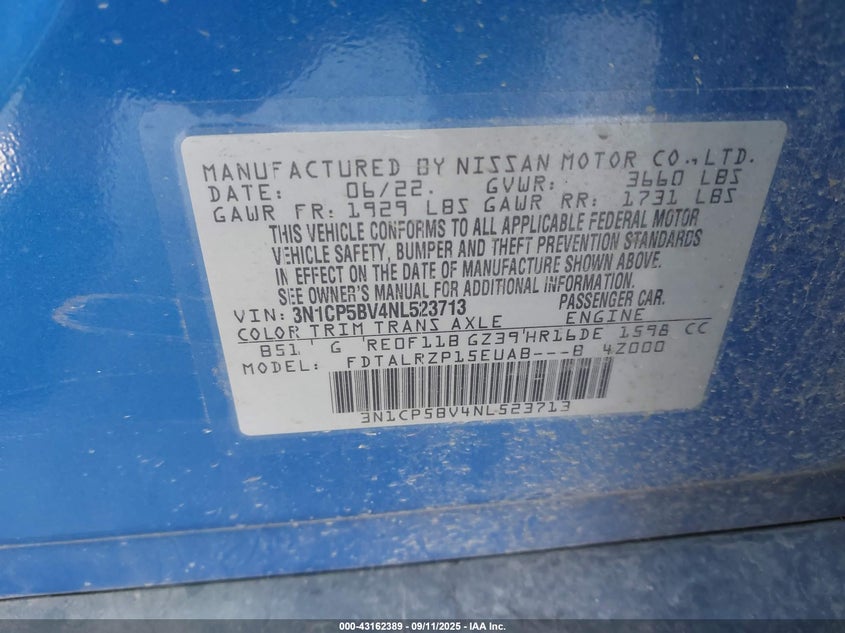 MANUFACTURED BY NISSAN MOTOR CO.,LTD.
DATE: 06/22. GVWR: 3660 LBS
GAWR FR: 1929 LBS GAWR RR: 1731 LBS
THIS VEHICLE CONFORMS TO ALL APPLICABLE FEDERAL MOTOR
VEHICLE SAFETY, BUMPER AND THEFT PREVENTION STANDARDS
IN EFFECT ON THE DATE OF MANUFACTURE SHOWN ABOVE.
SEE OWNER'S MANUAL FOR ADDITIONAL INFORMATION.
VIN: 3N1CP5BV4NL523713 PASSENGER CAR.
COLOR TRIM TRANS AXLE ENGINE
B51 G RE0F11B GZ39 HR16DE 1598 CC
MODEL: FDTALRZP15EUAB---B 4Z000
3N1CP5BV4NL523713
000-43162389 - 09/11/2025 - IAA Inc.